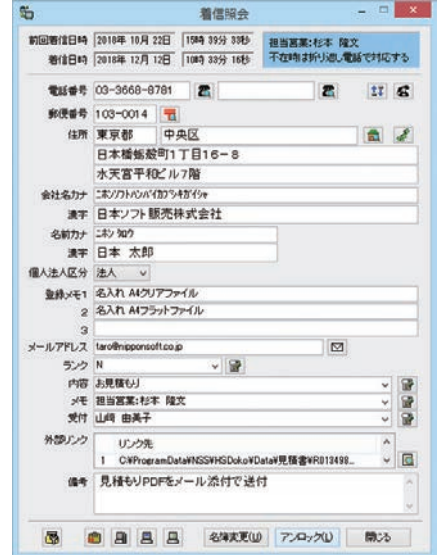 着信照会
前回着信日時 2018年 10月 22日 15時 39分 33秒 担当営業:杉本 隆文
着信日時 2018年 12月 12日 10時 33分 16秒 不在時は折り返し電話で対応する
電話番号 03-3668-8781
郵便番号 103-0014
住所 東京都 中央区
日本橋蛎殻町1丁目16-8
水天宮平和ビル7階
会社名カナ ニホンソフトハンバイカブシキガイシャ
漢字 日本ソフト販売株式会社
名前カナ ニホン タロウ
漢字 日本 太郎
個人法人区分 法人
登録メモ1 名入れ A4クリアファイル
2 名入れ A4フラットファイル
3
メールアドレス taro@nipponsoft.co.jp
ランク N
内容 お見積もり
メモ 担当営業:杉本 隆文
受付 山崎 由美子
外部リンク リンク先
1 C:¥ProgramData¥NSS¥HSDoko¥Data¥見積書¥R013498...
備考 見積もりPDFをメール添付で送付
名簿変更(U) アンロック(L) 閉じる